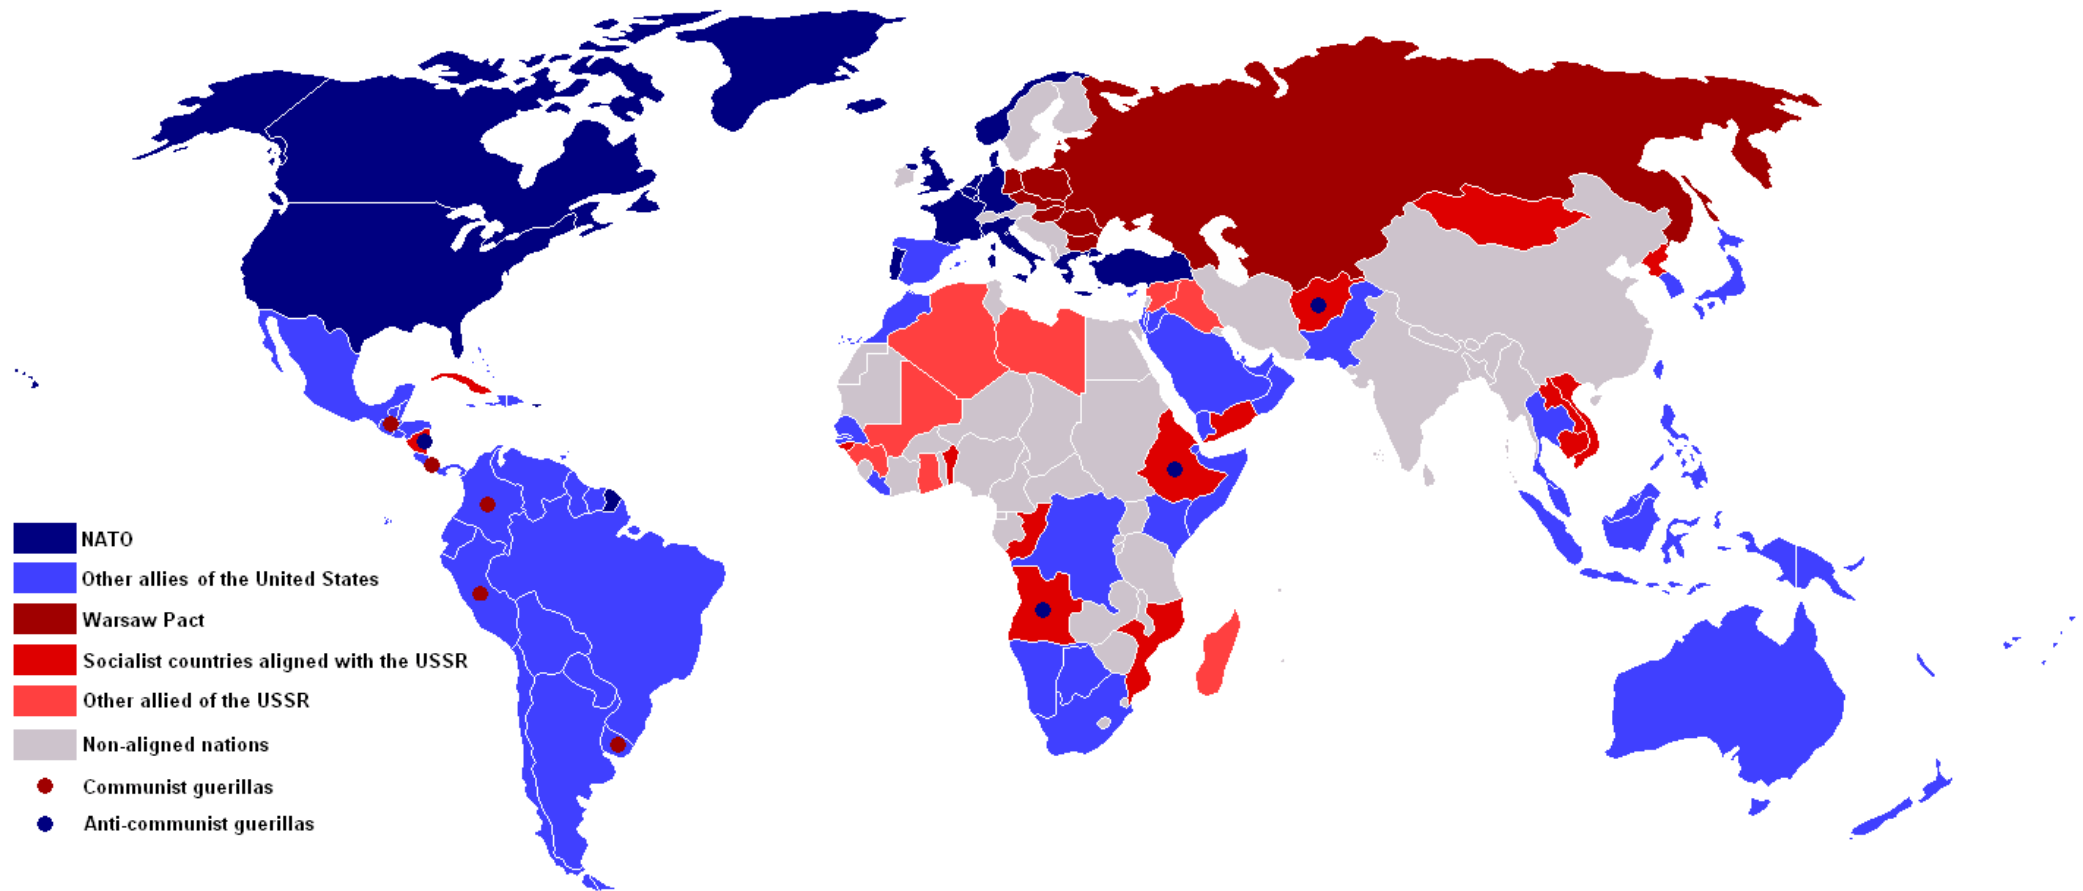 NATO
Other allies of the United States
Warsaw Pact
Socialist countries aligned with the USSR
Other allied of the USSR
Non-aligned nations
Communist guerillas
Anti-communist guerillas